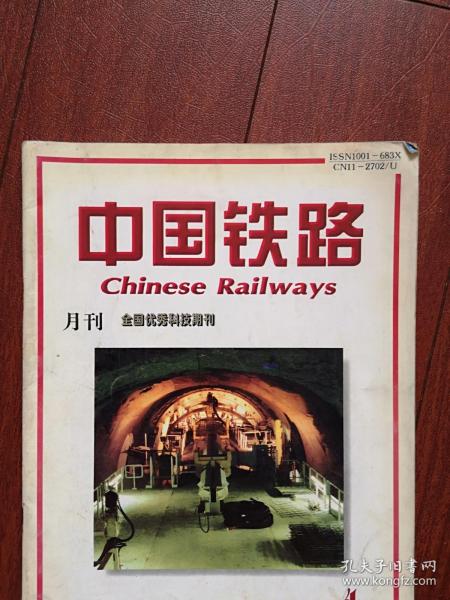 ISSN1001-683X
CN11-2702/U
中国铁路
Chinese Railways
月刊 全国优秀科技期刊
4
孔夫子旧书网
www.kongfz.com